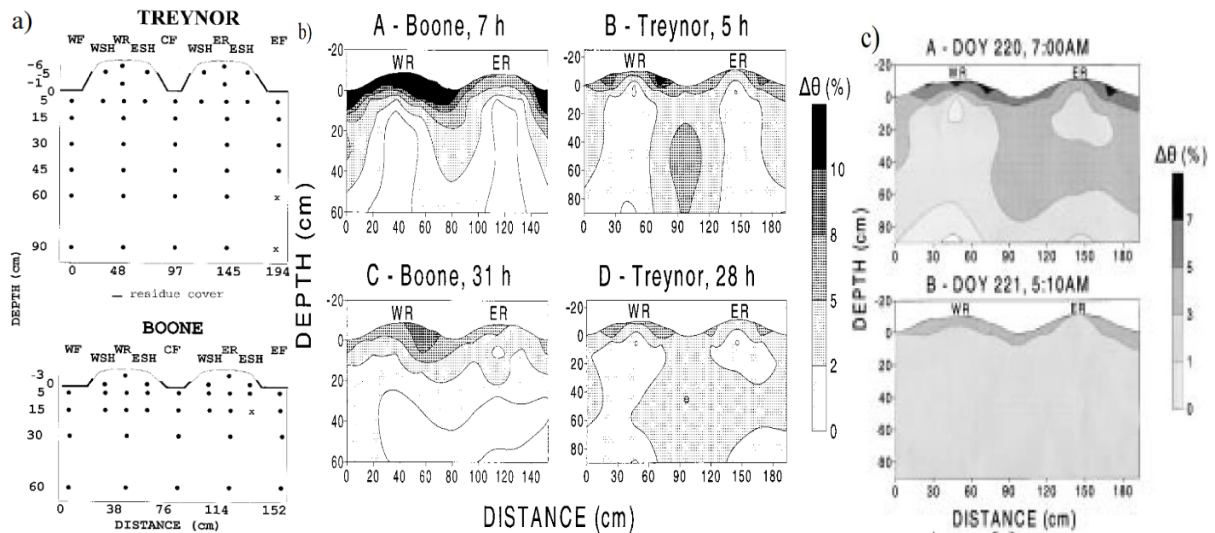 a)
TREYNOR
WF WSH WR ESH CF WSH ER ESH EF
-6
-5
-1
0
5
15
30
45
60
x
90
x
0 48 97 145 194
DEPTH (cm)
residue cover
BOONE
WF WSH WR ESH CF WSH ER ESH EF
-3
0
5
15
x
30
60
0 38 76 114 152
DISTANCE (cm)
b)
A - Boone, 7 h
WR ER
-20
0
20
40
60
0 20 40 60 80 100 120 140
B - Treynor, 5 h
WR ER
-20
0
20
40
60
80
0 30 60 90 120 150 180
C - Boone, 31 h
WR ER
-20
0
20
40
60
0 20 40 60 80 100 120 140
D - Treynor, 28 h
WR ER
-20
0
20
40
60
80
0 30 60 90 120 150 180
DEPTH (cm)
DISTANCE (cm)
Δθ (%)
10
8
5
2
0
c)
A - DOY 220, 7:00AM
WR ER
-20
0
20
40
60
80
0 30 60 90 120 150 180
B - DOY 221, 5:10AM
WR ER
-20
0
20
40
60
80
0 30 60 90 120 150 180
DEPTH (cm)
DISTANCE (cm)
Δθ (%)
7
5
3
1
0